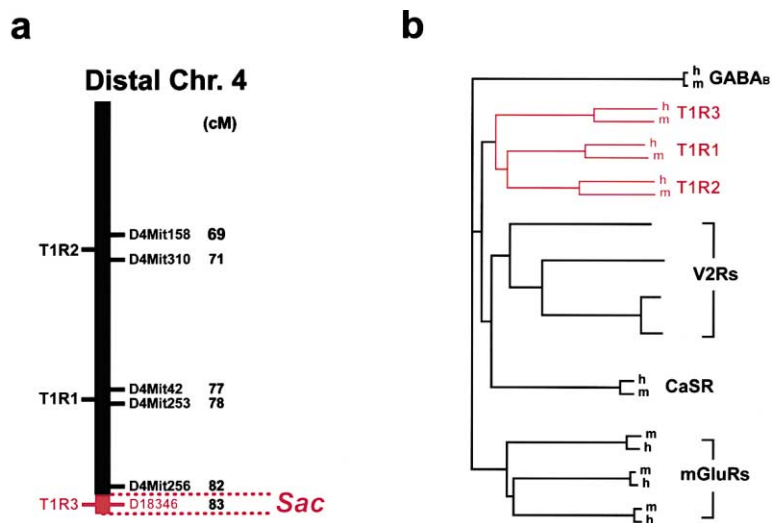 a
Distal Chr. 4
(cM)
D4Mit158 69
T1R2
D4Mit310 71
D4Mit42 77
T1R1
D4Mit253 78
D4Mit256 82
T1R3 D18346 83 Sac
b
h
m
GABAB
h
m
T1R3
h
m
T1R1
h
m
T1R2
V2Rs
h
m
CaSR
m
h
m
h
m
h
mGluRs